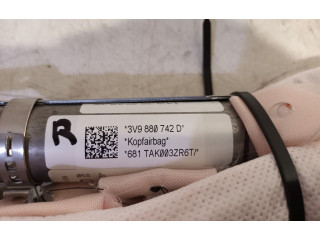 R
*3V9 880 742 D*
*Kopfairbag*
*681 TAK003ZR6T/*